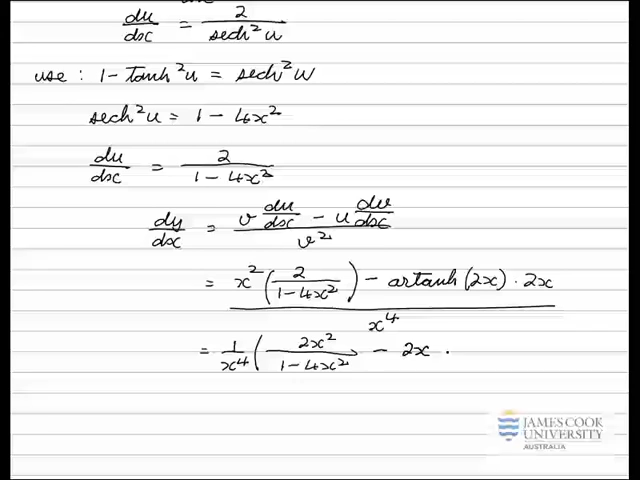 du/dx = 2/sech²u
use : 1 - tanh²u = sech²u
sech²u = 1 - 4x²
du/dx = 2/(1 - 4x²)
dy/dx = (v du/dx - u dv/dx)/v²
= (x² (2/(1 - 4x²)) - artanh(2x) · 2x)/x⁴
= 1/x⁴ (2x²/(1 - 4x²) - 2x ·
JAMES COOK
UNIVERSITY
AUSTRALIA